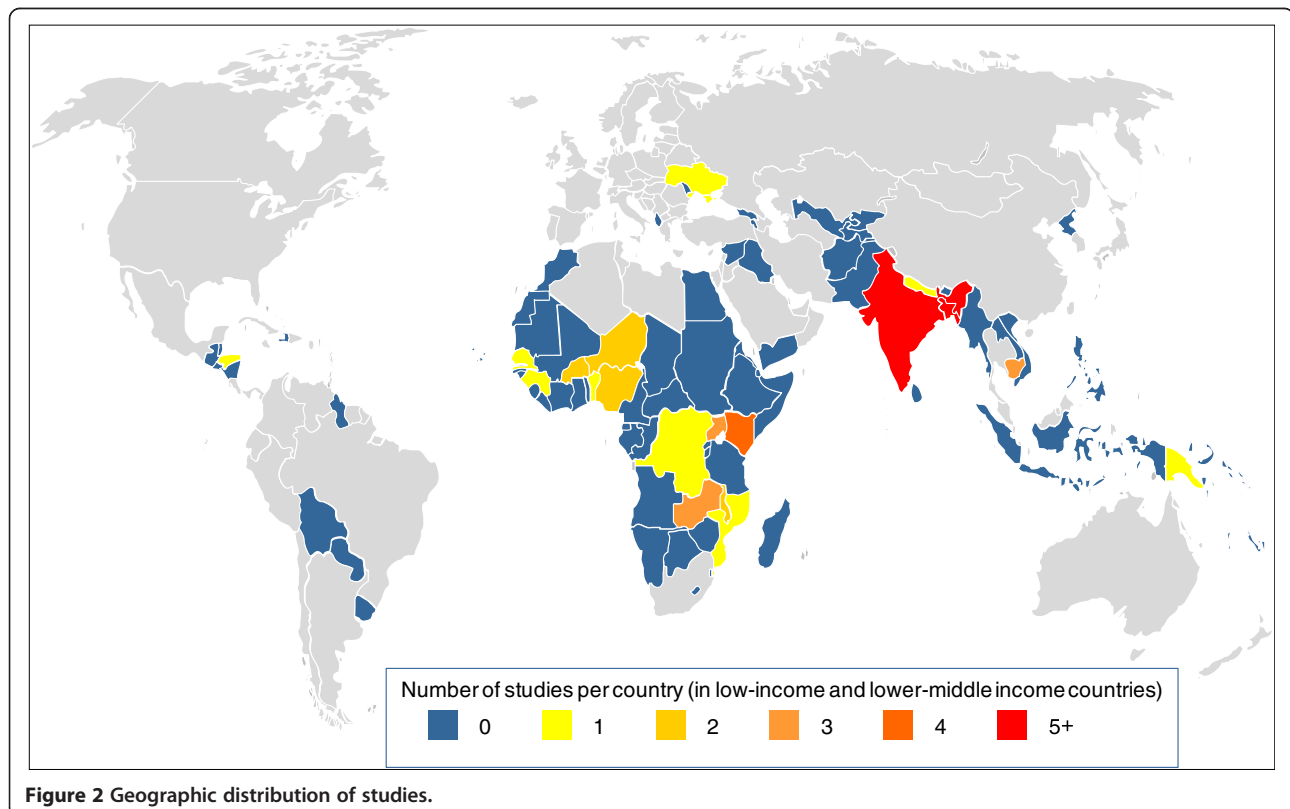 Number of studies per country (in low-income and lower-middle income countries)
0 1 2 3 4 5+
Figure 2 Geographic distribution of studies.